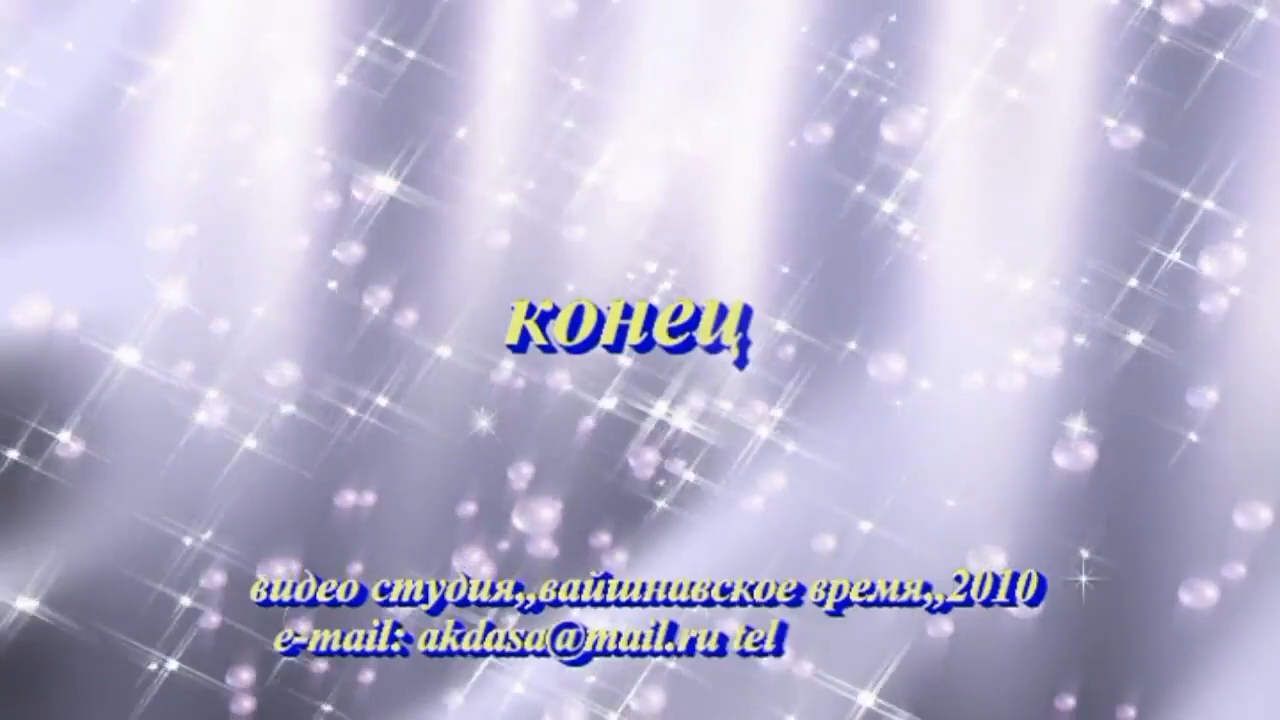 конец
видео студия,,вайшнавское время,,2010
e-mail: akdasa@mail.ru tel